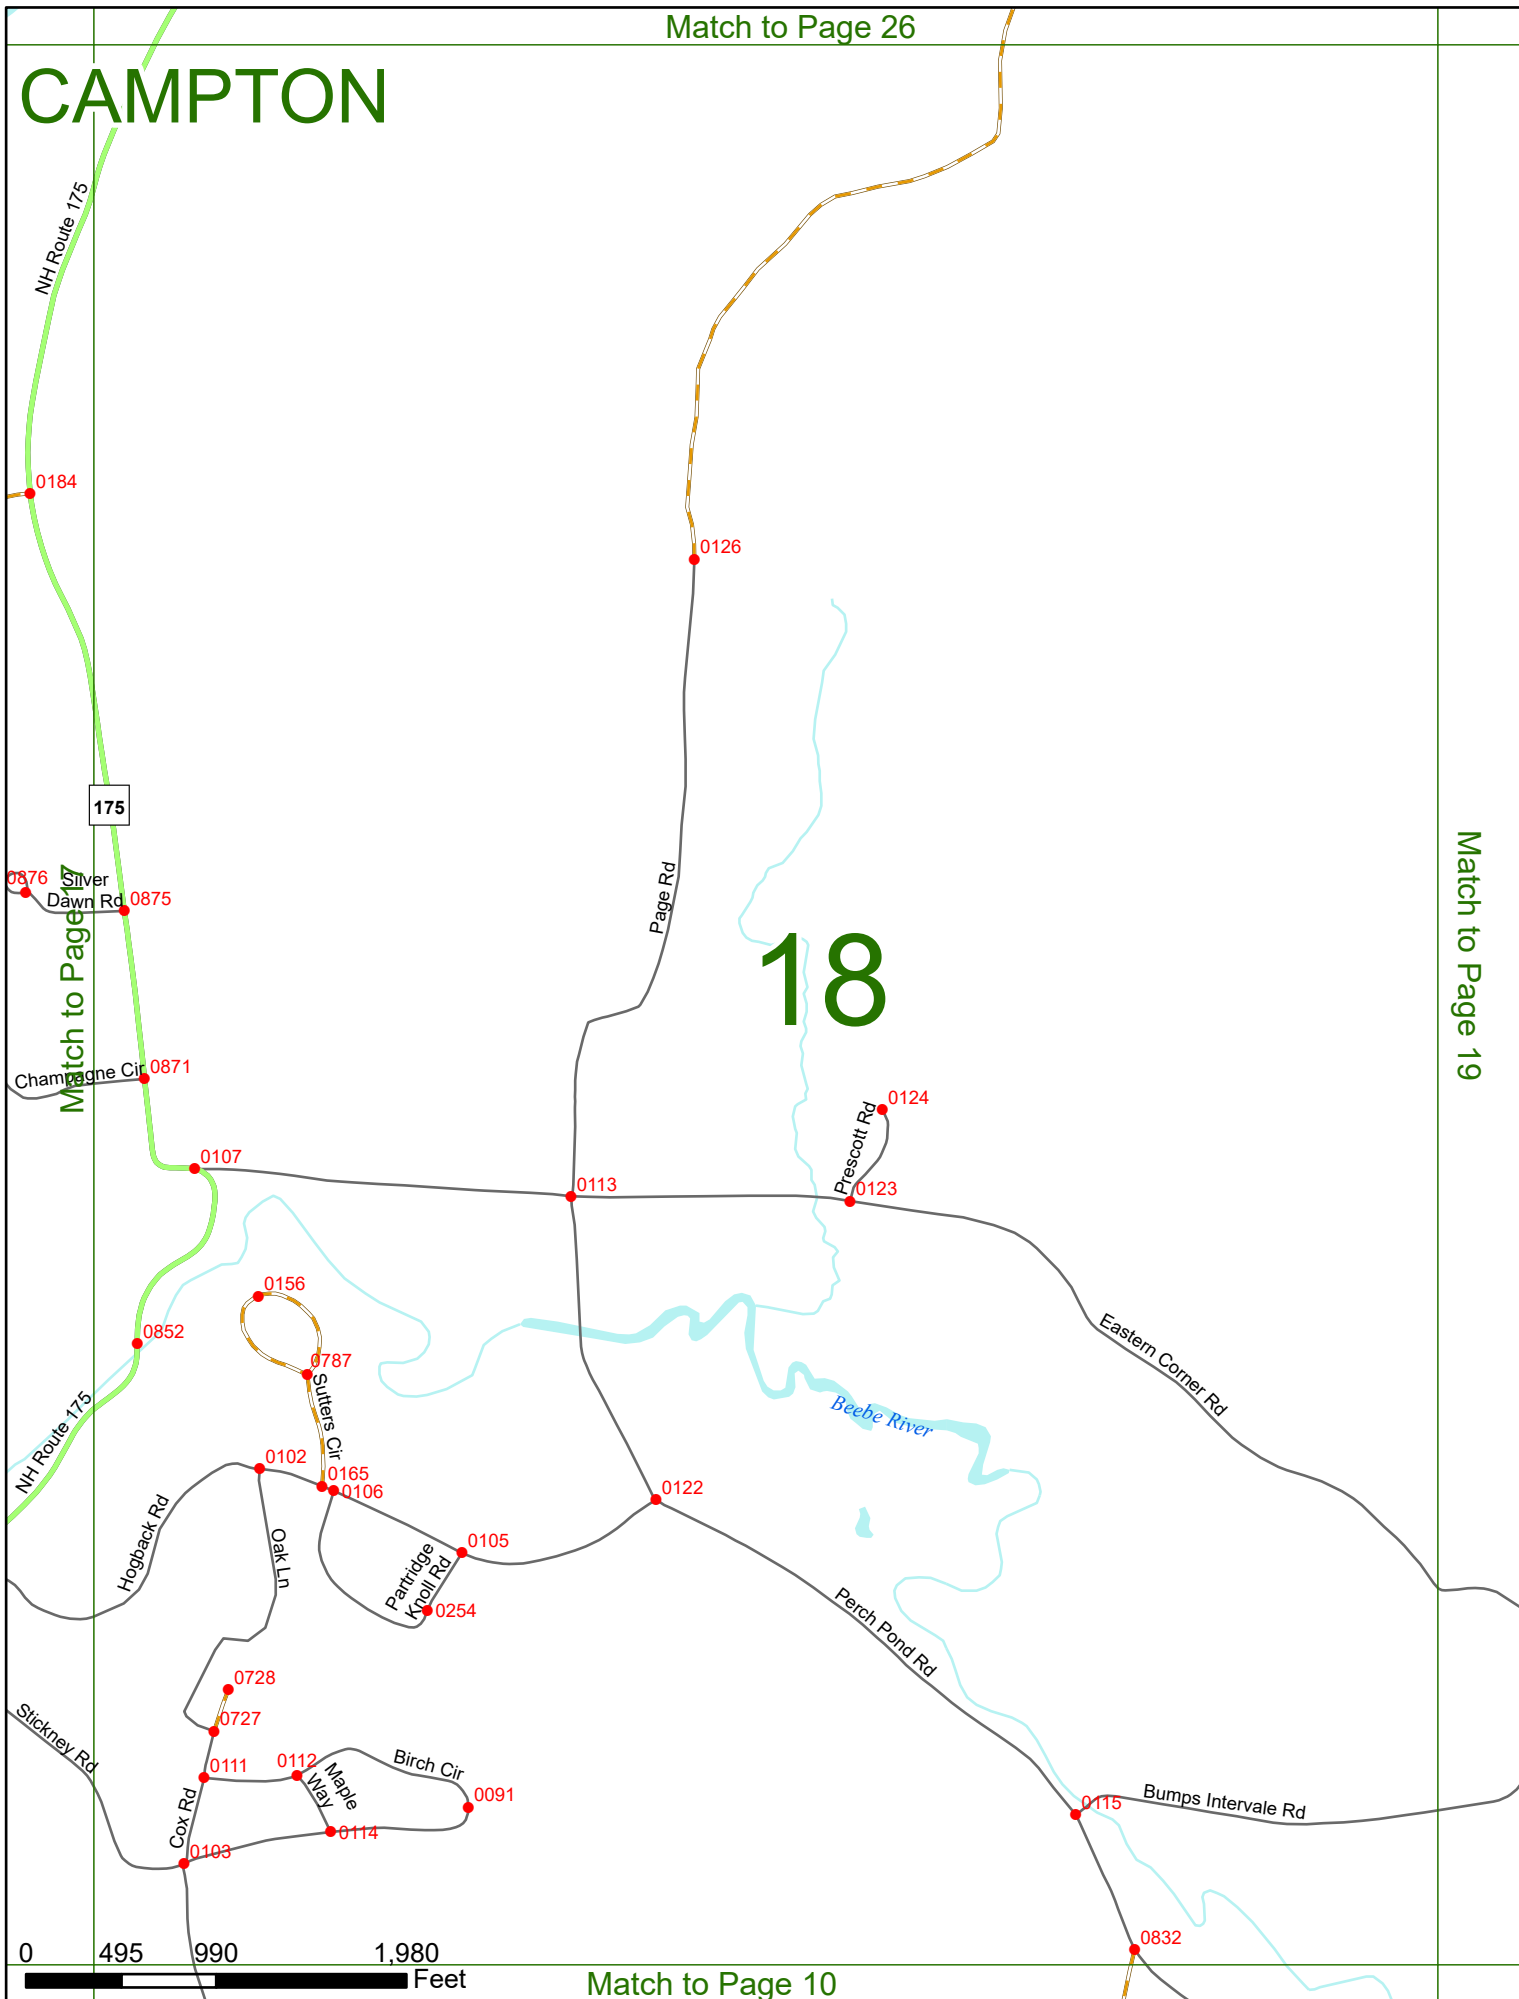 Match to Page 26
CAMPTON
NH Route 175
0184
0126
175
Page Rd
0876
Silver
Dawn Rd
0875
Match to Page 17
18
Match to Page 19
Champagne Cir
0871
0124
Prescott Rd
0107
0113
0123
0156
0852
0787
Sutters Cir
Eastern Corner Rd
Beebe River
NH Route 175
0102
0165
0106
0122
Hogback Rd
Oak Ln
0105
Partridge
Knoll Rd
0254
Perch Pond Rd
0728
0727
Stickney Rd
0111
0112
Maple
Way
Birch Cir
0091
Cox Rd
0114
0103
0115
Bumps Intervale Rd
0832
0 495 990 1,980
Feet
Match to Page 10